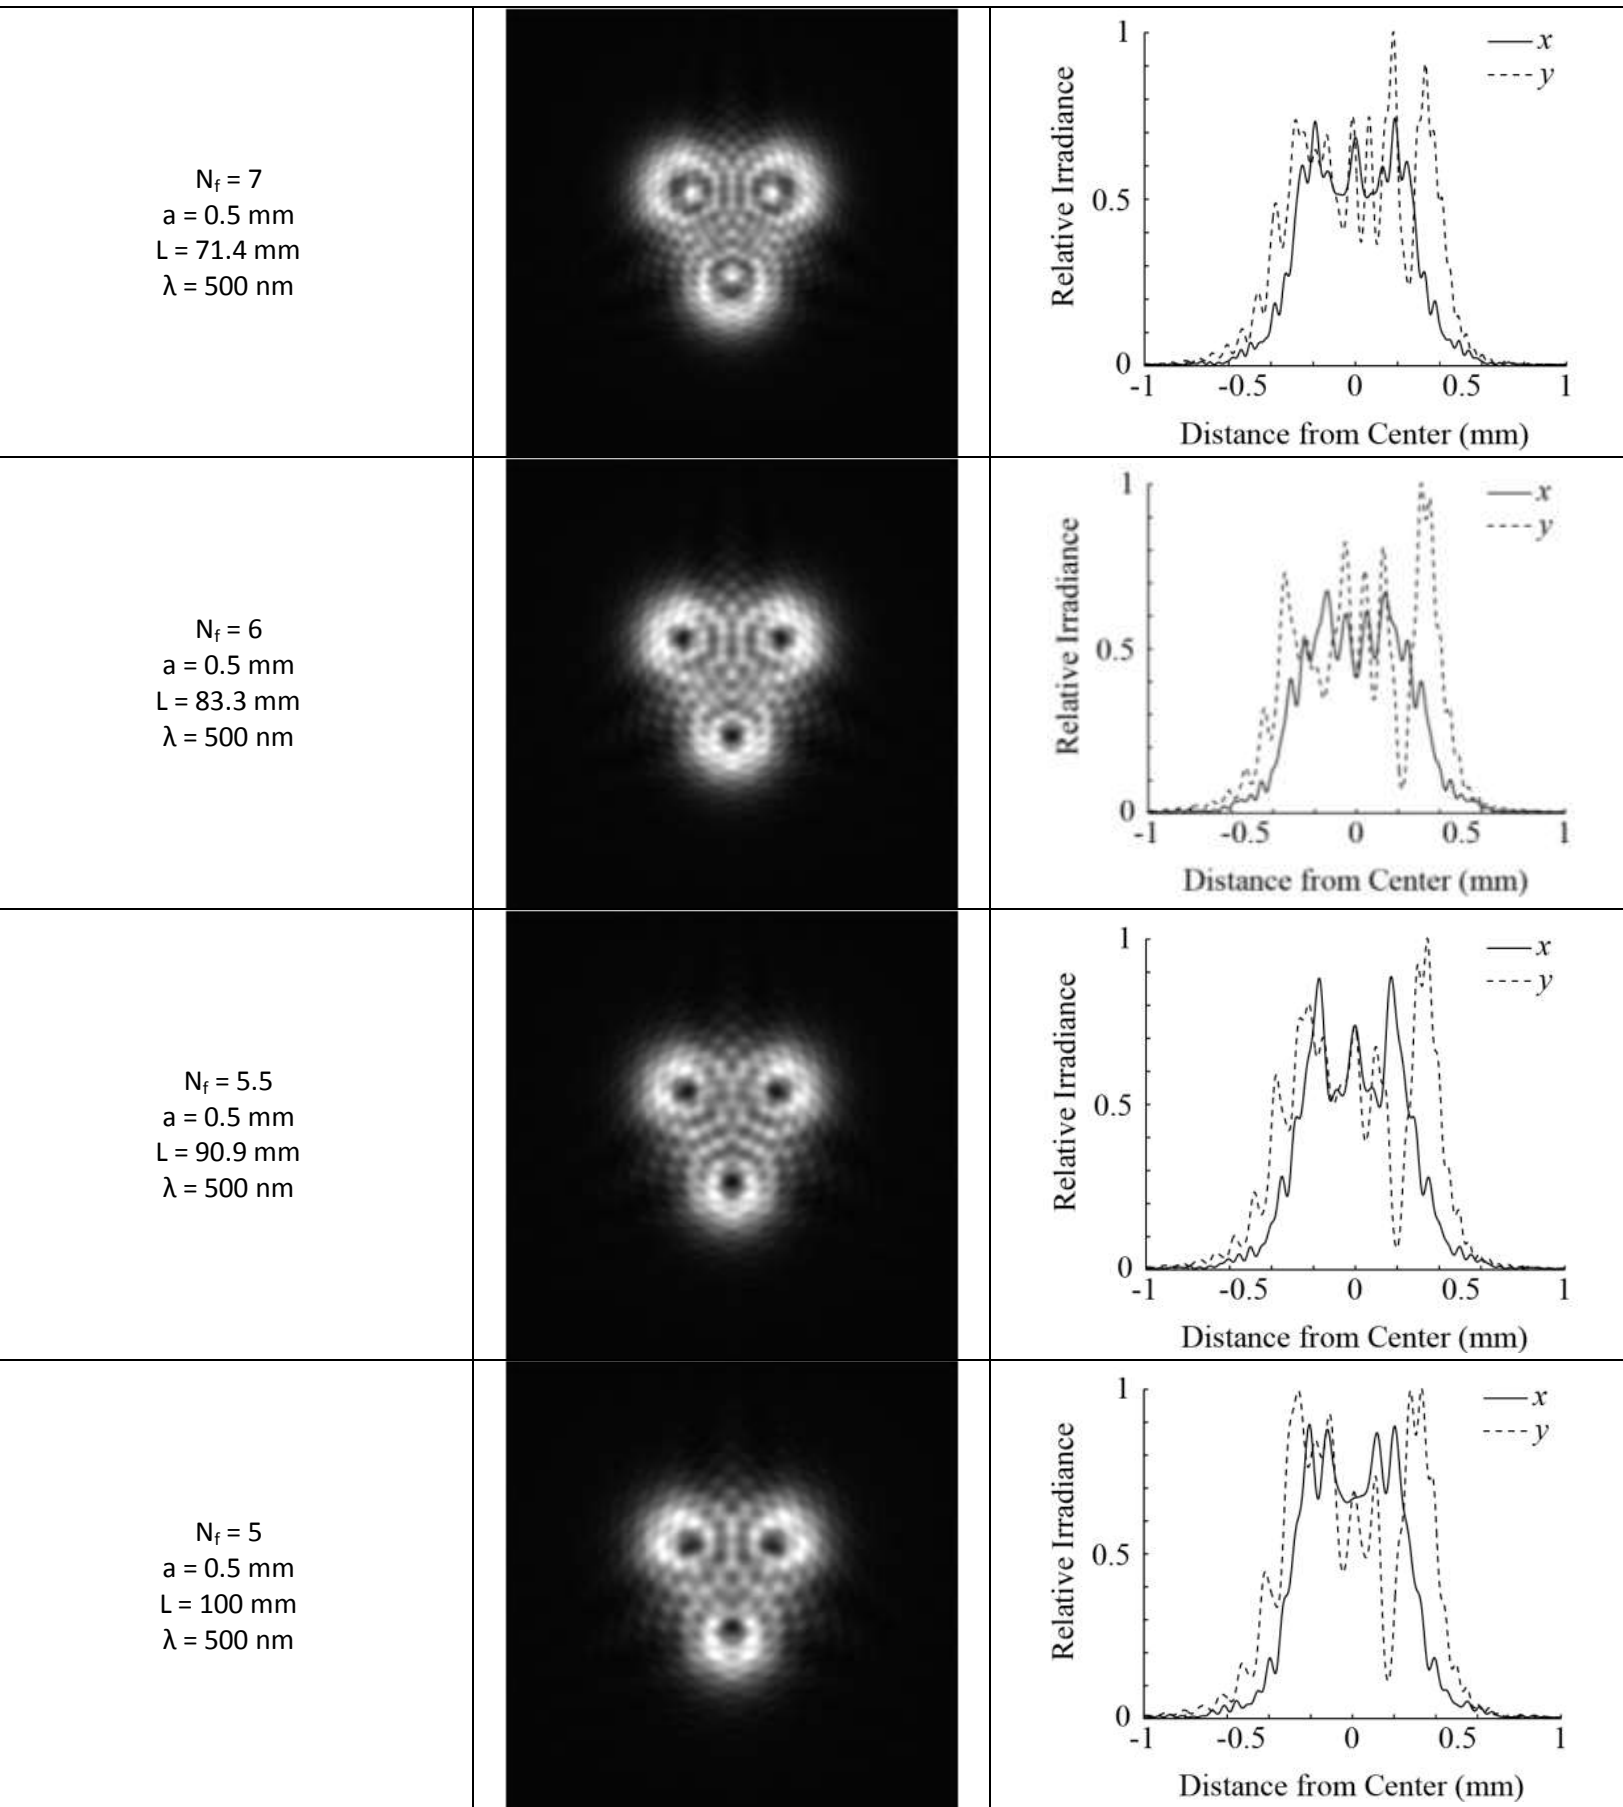 N_f = 7
a = 0.5 mm
L = 71.4 mm
λ = 500 nm
1
0.5
0
-1 -0.5 0 0.5 1
Relative Irradiance
Distance from Center (mm)
x
y
N_f = 6
a = 0.5 mm
L = 83.3 mm
λ = 500 nm
1
0.5
0
-1 -0.5 0 0.5 1
Relative Irradiance
Distance from Center (mm)
x
y
N_f = 5.5
a = 0.5 mm
L = 90.9 mm
λ = 500 nm
1
0.5
0
-1 -0.5 0 0.5 1
Relative Irradiance
Distance from Center (mm)
x
y
N_f = 5
a = 0.5 mm
L = 100 mm
λ = 500 nm
1
0.5
0
-1 -0.5 0 0.5 1
Relative Irradiance
Distance from Center (mm)
x
y